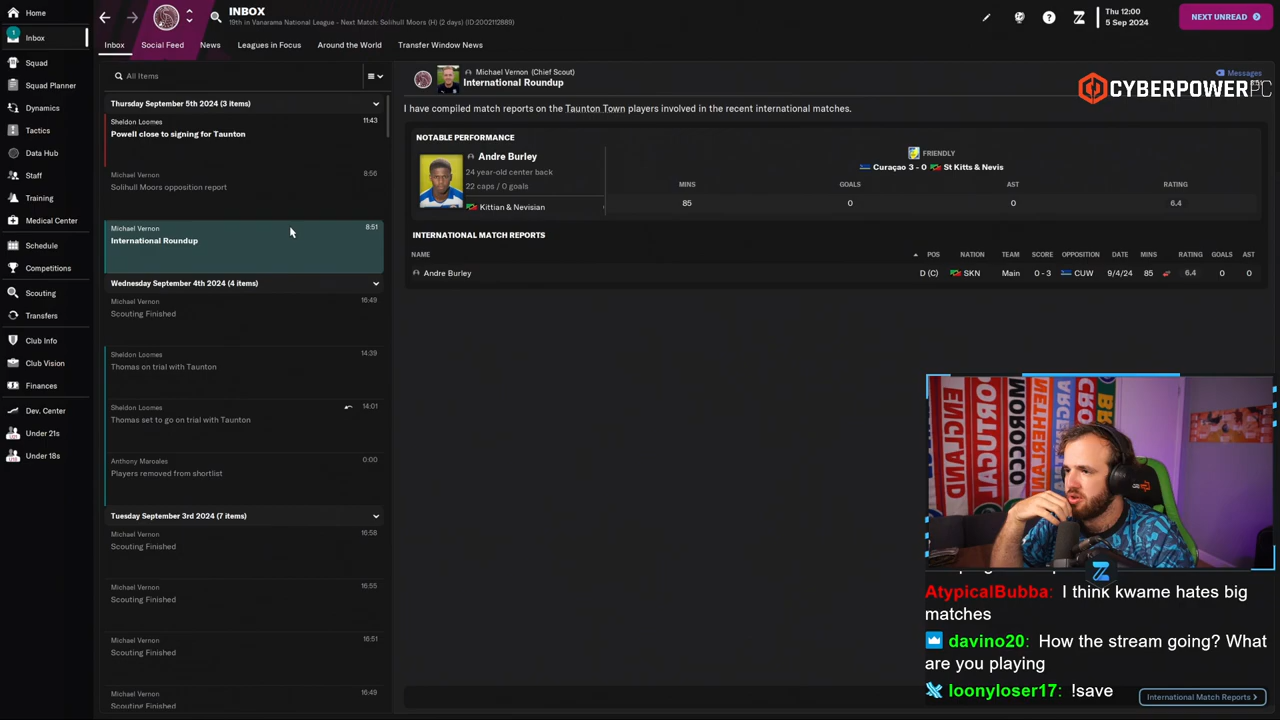 Home
1
Inbox
Squad
Squad Planner
Dynamics
Tactics
Data Hub
Staff
Training
Medical Center
Schedule
Competitions
Scouting
Transfers
Club Info
Club Vision
Finances
Dev. Center
Under 21s
Under 18s
INBOX
19th in Vanarama National League - Next Match: Solihull Moors (H) (2 days) (ID:2002112889)
Thu 12:00
5 Sep 2024
NEXT UNREAD
Inbox Social Feed News Leagues in Focus Around the World Transfer Window News
All Items
Thursday September 5th 2024 (3 items)
Sheldon Loomes 11:43
Powell close to signing for Taunton
Michael Vernon 8:56
Solihull Moors opposition report
Michael Vernon 8:51
International Roundup
Wednesday September 4th 2024 (4 items)
Michael Vernon 16:49
Scouting Finished
Sheldon Loomes 14:39
Thomas on trial with Taunton
Sheldon Loomes 14:01
Thomas set to go on trial with Taunton
Anthony Maroales 0:00
Players removed from shortlist
Tuesday September 3rd 2024 (7 items)
Michael Vernon 16:58
Scouting Finished
Michael Vernon 16:55
Scouting Finished
Michael Vernon 16:51
Scouting Finished
Michael Vernon 16:49
Scouting Finished
Michael Vernon (Chief Scout)
International Roundup
Messages
CYBERPOWERPC
I have compiled match reports on the Taunton Town players involved in the recent international matches.
NOTABLE PERFORMANCE
Andre Burley
24 year-old center back
22 caps / 0 goals
Kittian & Nevisian
FRIENDLY
Curaçao 3 - 0 St Kitts & Nevis
MINS GOALS AST RATING
85 0 0 6.4
INTERNATIONAL MATCH REPORTS
NAME POS NATION TEAM SCORE OPPOSITION DATE MINS RATING GOALS AST
Andre Burley D (C) SKN Main 0 - 3 CUW 9/4/24 85 6.4 0 0
ENGLAND
PORTUGAL
MOROCCO
NETHERLAN
AtypicalBubba: I think kwame hates big
matches
davino20: How the stream going? What
are you playing
loonyloser17: !save
International Match Reports